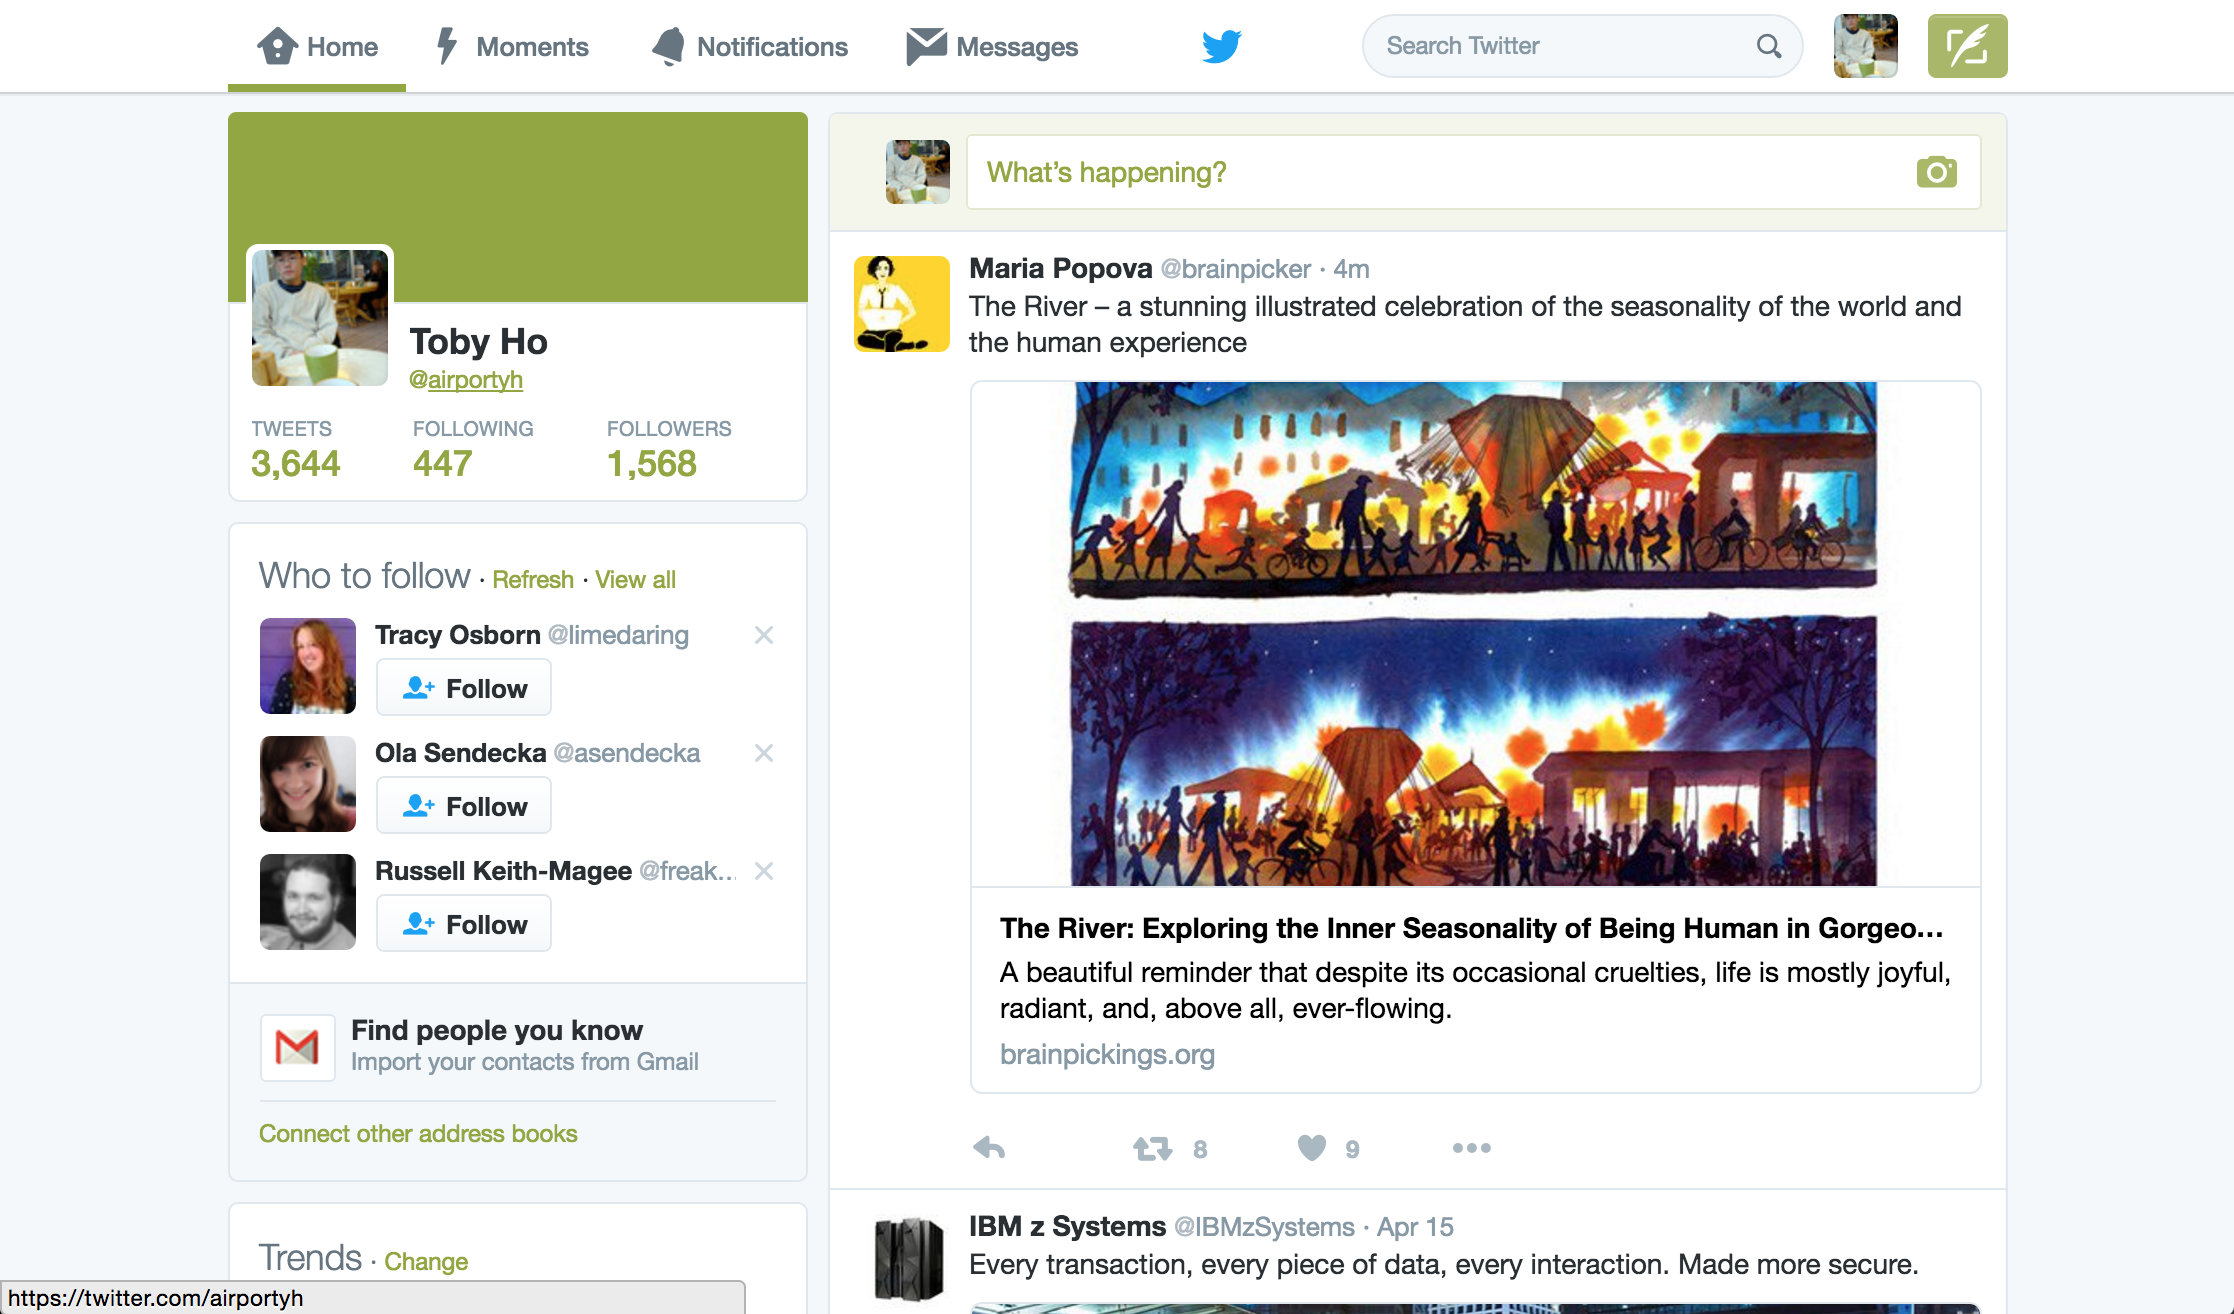 Home
Moments
Notifications
Messages
Search Twitter
Toby Ho
@airportyh
TWEETS FOLLOWING FOLLOWERS
3,644 447 1,568
Who to follow · Refresh · View all
Tracy Osborn @limedaring
Follow
Ola Sendecka @asendecka
Follow
Russell Keith-Magee @freak...
Follow
Find people you know
Import your contacts from Gmail
Connect other address books
Trends · Change
https://twitter.com/airportyh
What's happening?
Maria Popova @brainpicker · 4m
The River – a stunning illustrated celebration of the seasonality of the world and
the human experience
The River: Exploring the Inner Seasonality of Being Human in Gorgeo...
A beautiful reminder that despite its occasional cruelties, life is mostly joyful,
radiant, and, above all, ever-flowing.
brainpickings.org
8 9
IBM z Systems @IBMzSystems · Apr 15
Every transaction, every piece of data, every interaction. Made more secure.